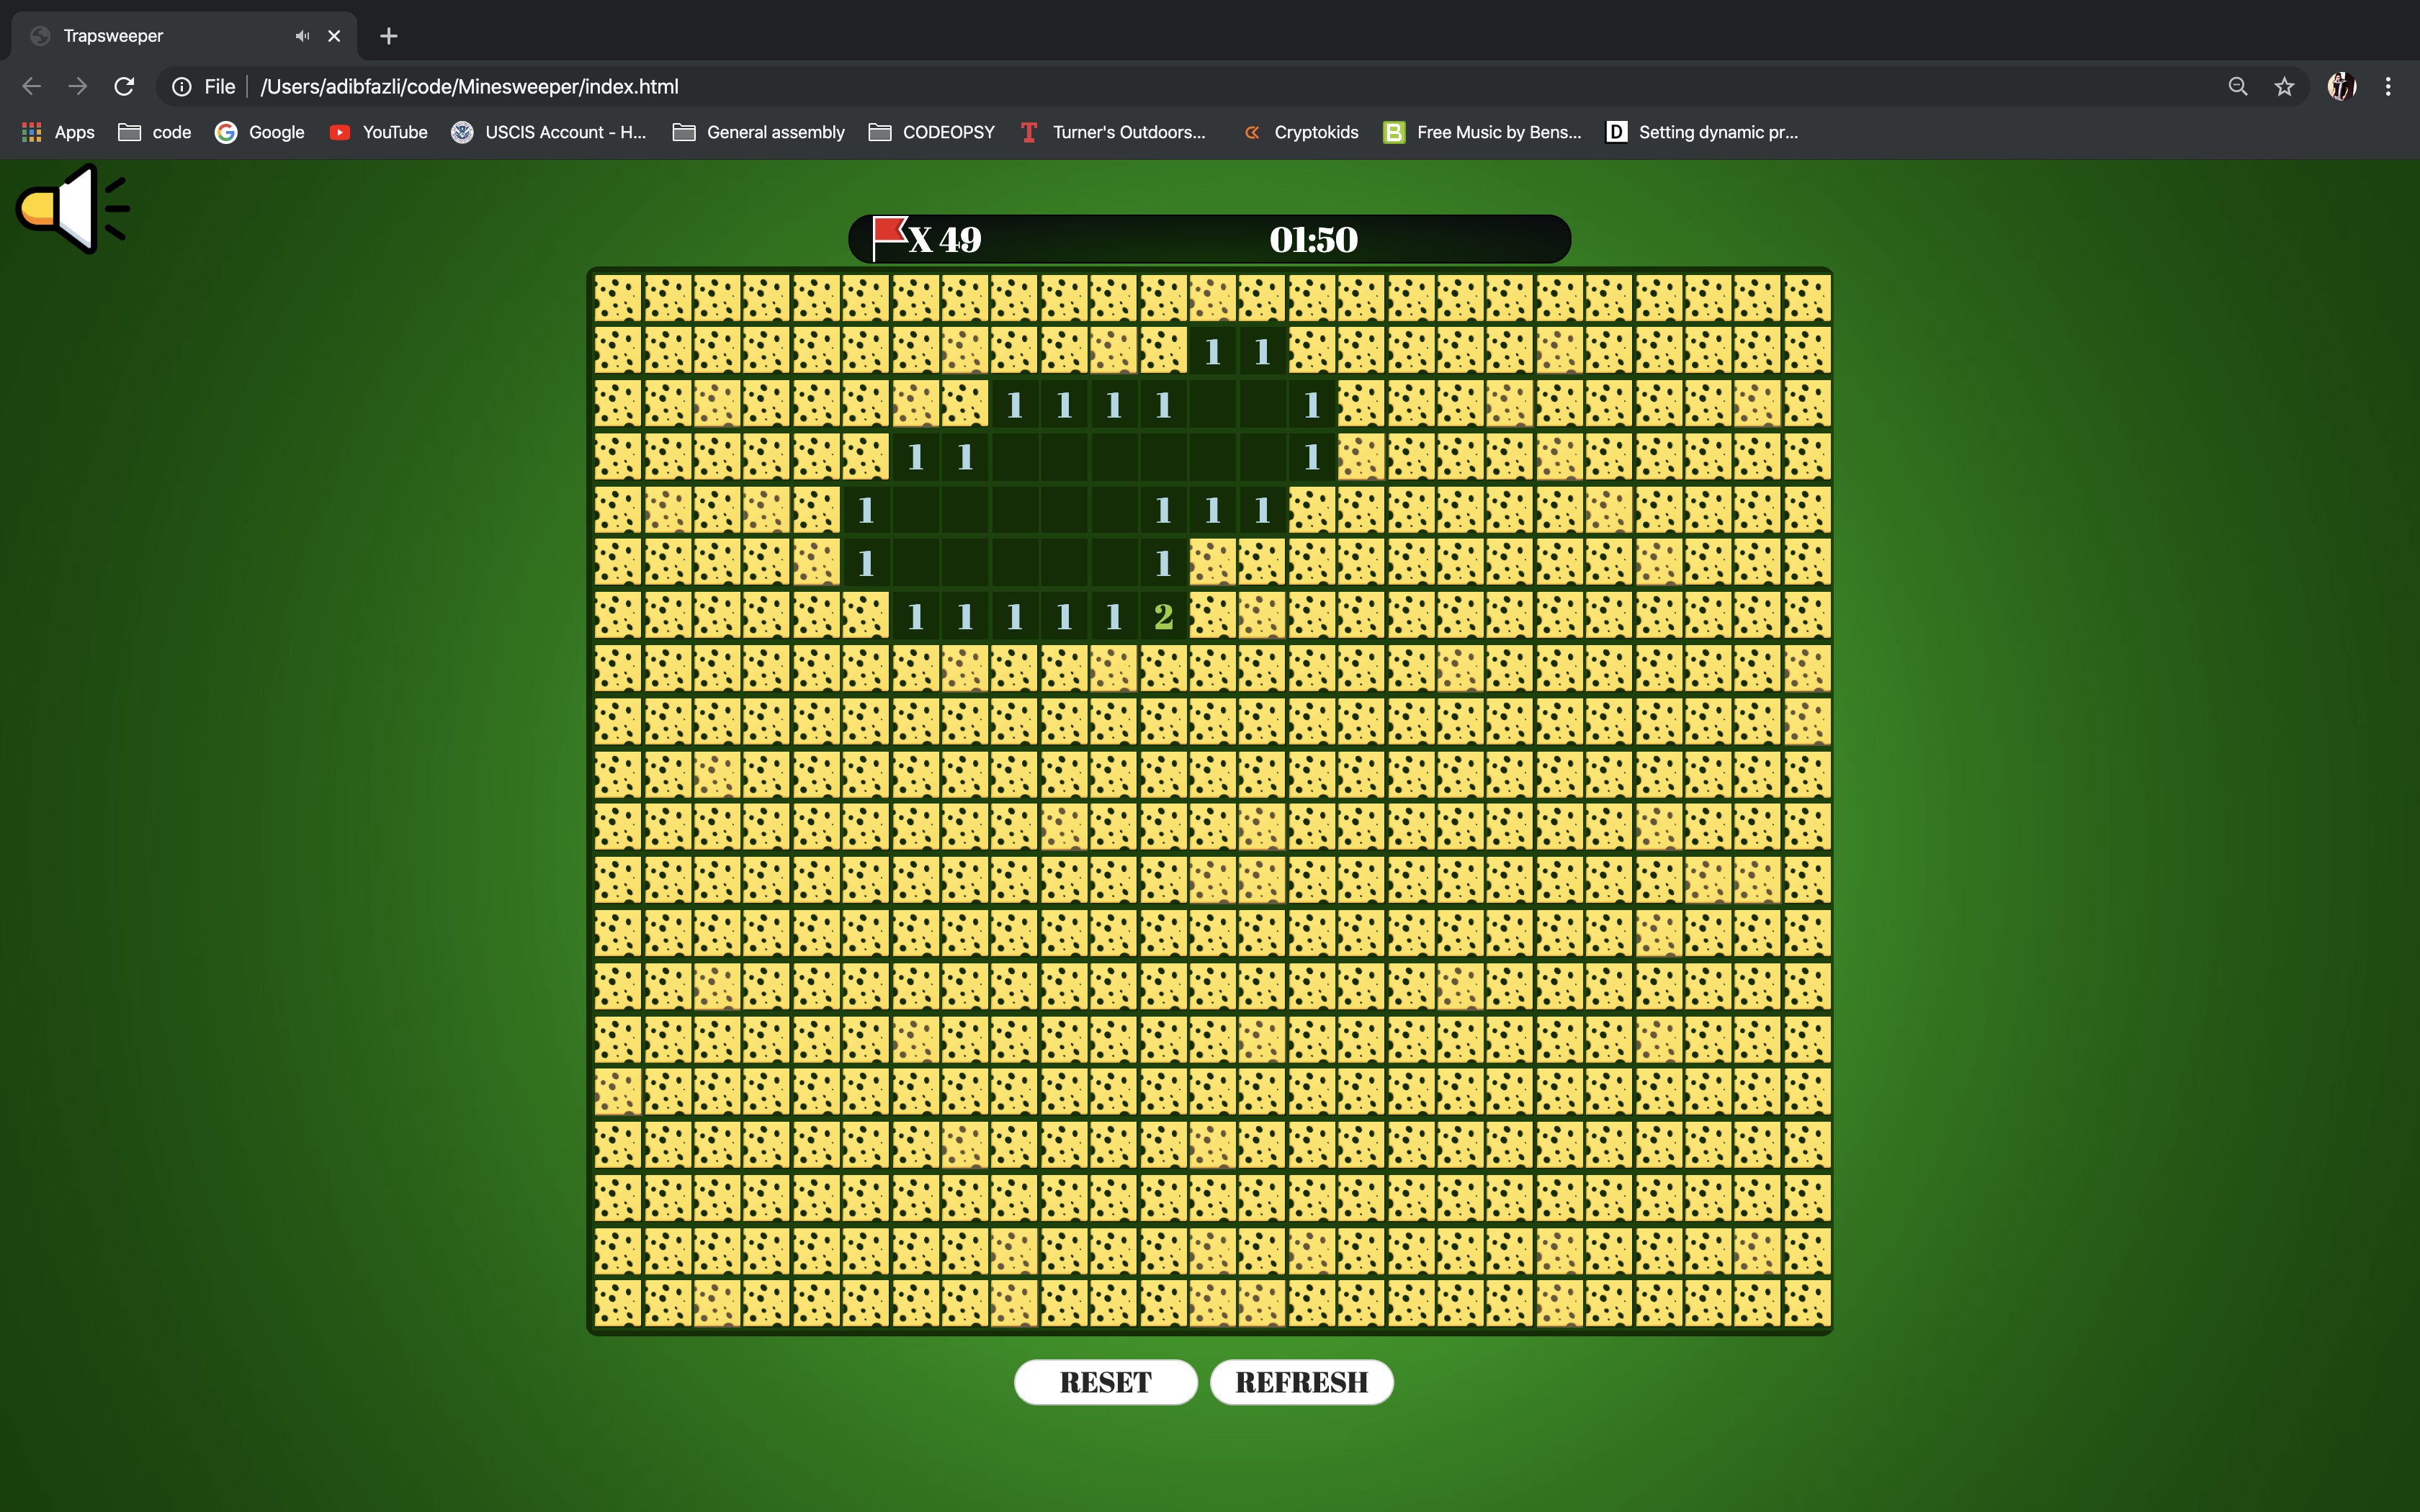 Trapsweeper
File /Users/adibfazli/code/Minesweeper/index.html
Apps code Google YouTube USCIS Account - H... General assembly CODEOPSY Turner's Outdoors... Cryptokids Free Music by Bens... Setting dynamic pr...
X 49 01:50
1 1
1 1 1 1 1
1 1 1
1 1 1 1
1 1
1 1 1 1 1 2
RESET REFRESH